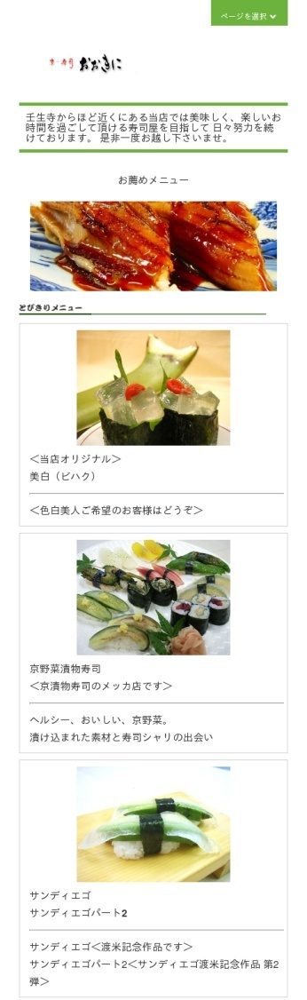 ページを選択
京・寿司 おおきに
壬生寺からほど近くにある当店では美味しく、楽しいお
時間を過ごして頂ける寿司屋を目指して 日々努力を続
けております。 是非一度お越し下さいませ。
お薦めメニュー
とびきりメニュー
＜当店オリジナル＞
美白（ビハク）
＜色白美人ご希望のお客様はどうぞ＞
京野菜漬物寿司
＜京漬物寿司のメッカ店です＞
ヘルシー、おいしい、京野菜。
漬け込まれた素材と寿司シャリの出会い
サンディエゴ
サンディエゴパート2
サンディエゴ＜渡米記念作品です＞
サンディエゴパート2＜サンディエゴ渡米記念作品 第2
弾＞